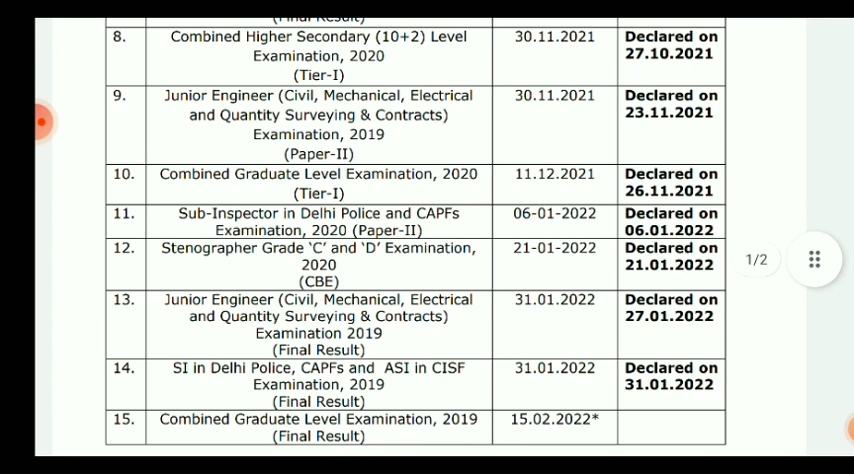 (Final Result)
8. Combined Higher Secondary (10+2) Level 30.11.2021 Declared on
Examination, 2020 27.10.2021
(Tier-I)
9. Junior Engineer (Civil, Mechanical, Electrical 30.11.2021 Declared on
and Quantity Surveying & Contracts) 23.11.2021
Examination, 2019
(Paper-II)
10. Combined Graduate Level Examination, 2020 11.12.2021 Declared on
(Tier-I) 26.11.2021
11. Sub-Inspector in Delhi Police and CAPFs 06-01-2022 Declared on
Examination, 2020 (Paper-II) 06.01.2022
12. Stenographer Grade ‘C’ and ‘D’ Examination, 21-01-2022 Declared on
2020 21.01.2022
(CBE)
1/2
13. Junior Engineer (Civil, Mechanical, Electrical 31.01.2022 Declared on
and Quantity Surveying & Contracts) 27.01.2022
Examination 2019
(Final Result)
14. SI in Delhi Police, CAPFs and ASI in CISF 31.01.2022 Declared on
Examination, 2019 31.01.2022
(Final Result)
15. Combined Graduate Level Examination, 2019 15.02.2022*
(Final Result)